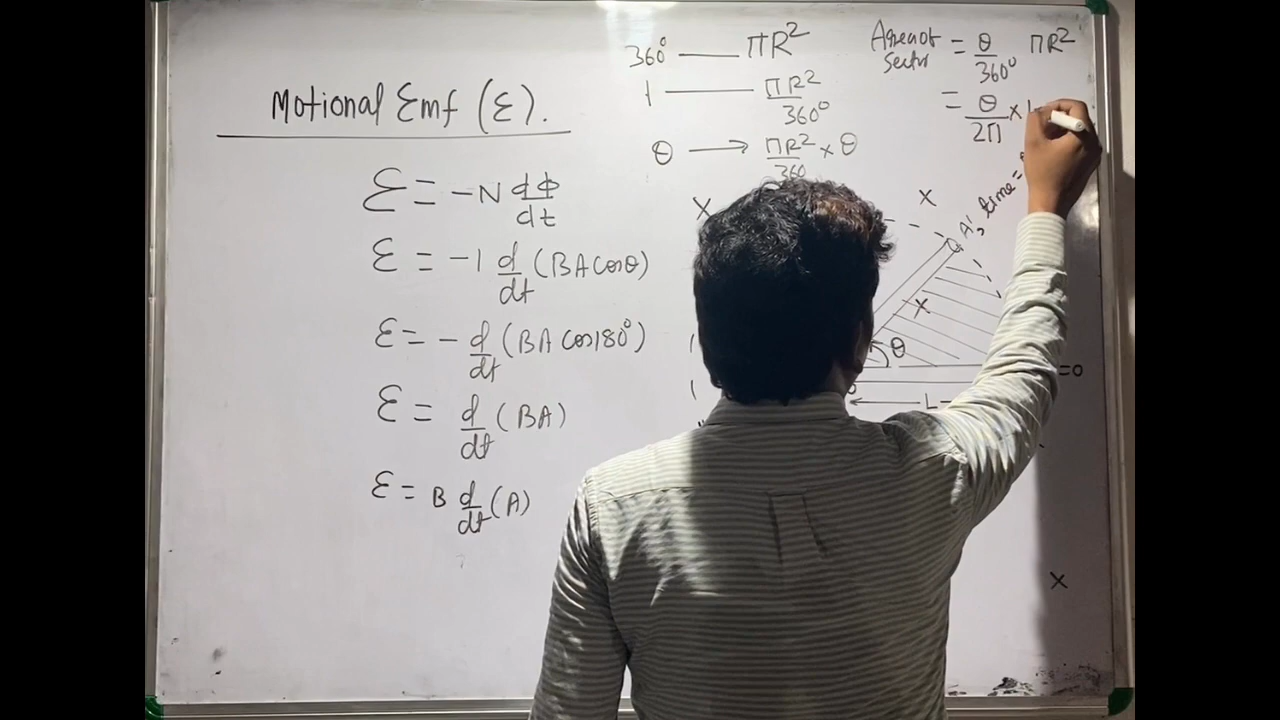 Motional Emf (Ɛ).
Ɛ = -N dΦ/dt
Ɛ = -1 d/dt (BA cosθ)
Ɛ = - d/dt (BA cos180°)
Ɛ = d/dt (BA)
Ɛ = B d/dt (A)
360° —— πR²
1 —— πR²/360°
θ → πR²/360 × θ
Area of Sector = θ/360° πR²
= θ/2π ×
X
X
A', time =
X
θ
=0
L
X